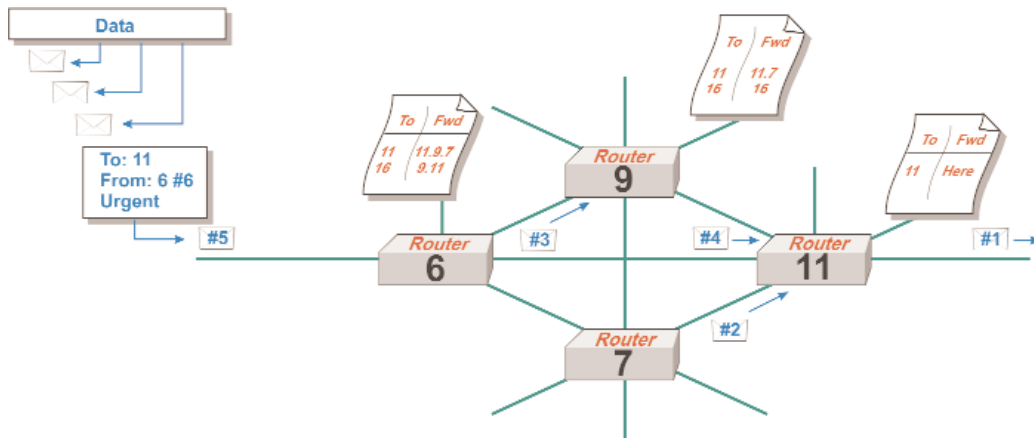 Data
To: 11
From: 6 #6
Urgent
#5
To Fwd
11 11.9.7
16 9.11
Router
6
#3
To Fwd
11 11.7
16 16
Router
9
#4
Router
11
To Fwd
11 Here
#1
#2
Router
7